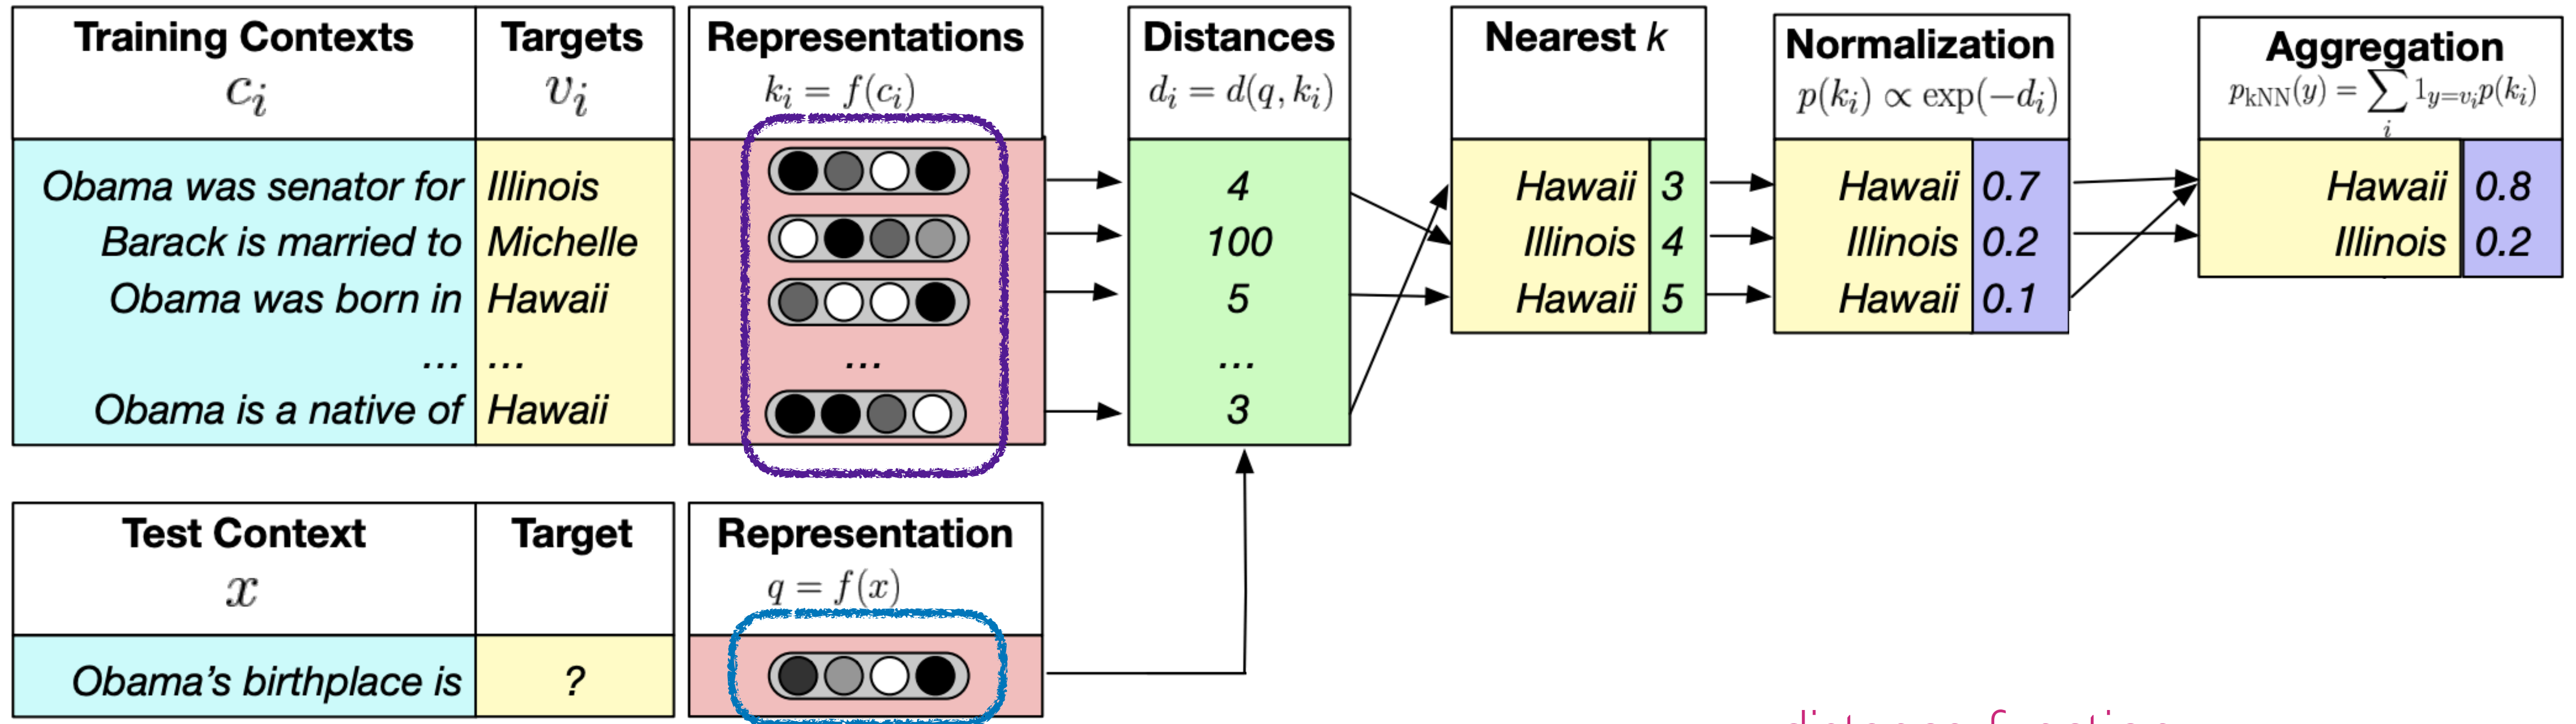 Training Contexts
c_i
Targets
v_i
Obama was senator for Illinois
Barack is married to Michelle
Obama was born in Hawaii
... ...
Obama is a native of Hawaii
Representations
k_i = f(c_i)
...
Distances
d_i = d(q, k_i)
4
100
5
...
3
Nearest k
Hawaii 3
Illinois 4
Hawaii 5
Normalization
p(k_i) ∝ exp(−d_i)
Hawaii 0.7
Illinois 0.2
Hawaii 0.1
Aggregation
p_kNN(y) = ∑_i 1_{y=v_i} p(k_i)
Hawaii 0.8
Illinois 0.2
Test Context
x
Target
Obama's birthplace is ?
Representation
q = f(x)
distance function